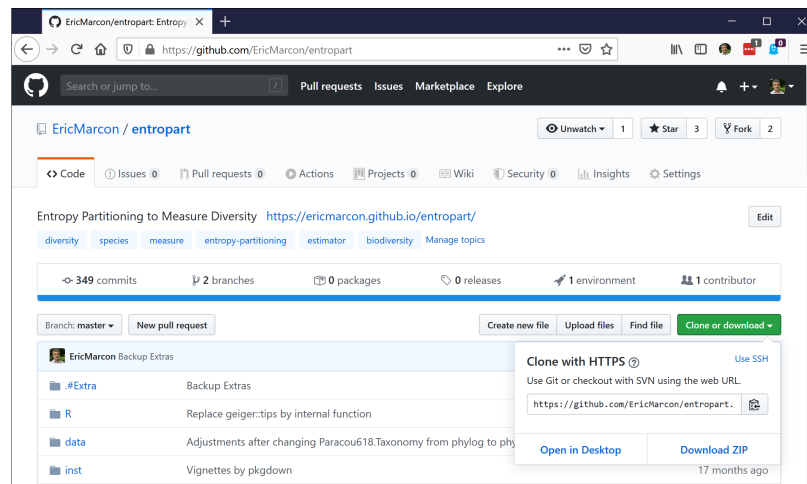 EricMarcon/entropart: Entropy
https://github.com/EricMarcon/entropart
1
0
Search or jump to...
/
Pull requests Issues Marketplace Explore
EricMarcon / entropart
Unwatch 1 Star 3 Fork 2
Code Issues 0 Pull requests 0 Actions Projects 0 Wiki Security 0 Insights Settings
Entropy Partitioning to Measure Diversity https://ericmarcon.github.io/entropart/ Edit
diversity species measure entropy-partitioning estimator biodiversity Manage topics
349 commits 2 branches 0 packages 0 releases 1 environment 1 contributor
Branch: master New pull request Create new file Upload files Find file Clone or download
EricMarcon Backup Extras
Clone with HTTPS Use SSH
Use Git or checkout with SVN using the web URL.
https://github.com/EricMarcon/entropart.
Open in Desktop Download ZIP
.#Extra Backup Extras
R Replace geiger::tips by internal function
data Adjustments after changing Paracou618.Taxonomy from phylog to phy
inst Vignettes by pkgdown 17 months ago